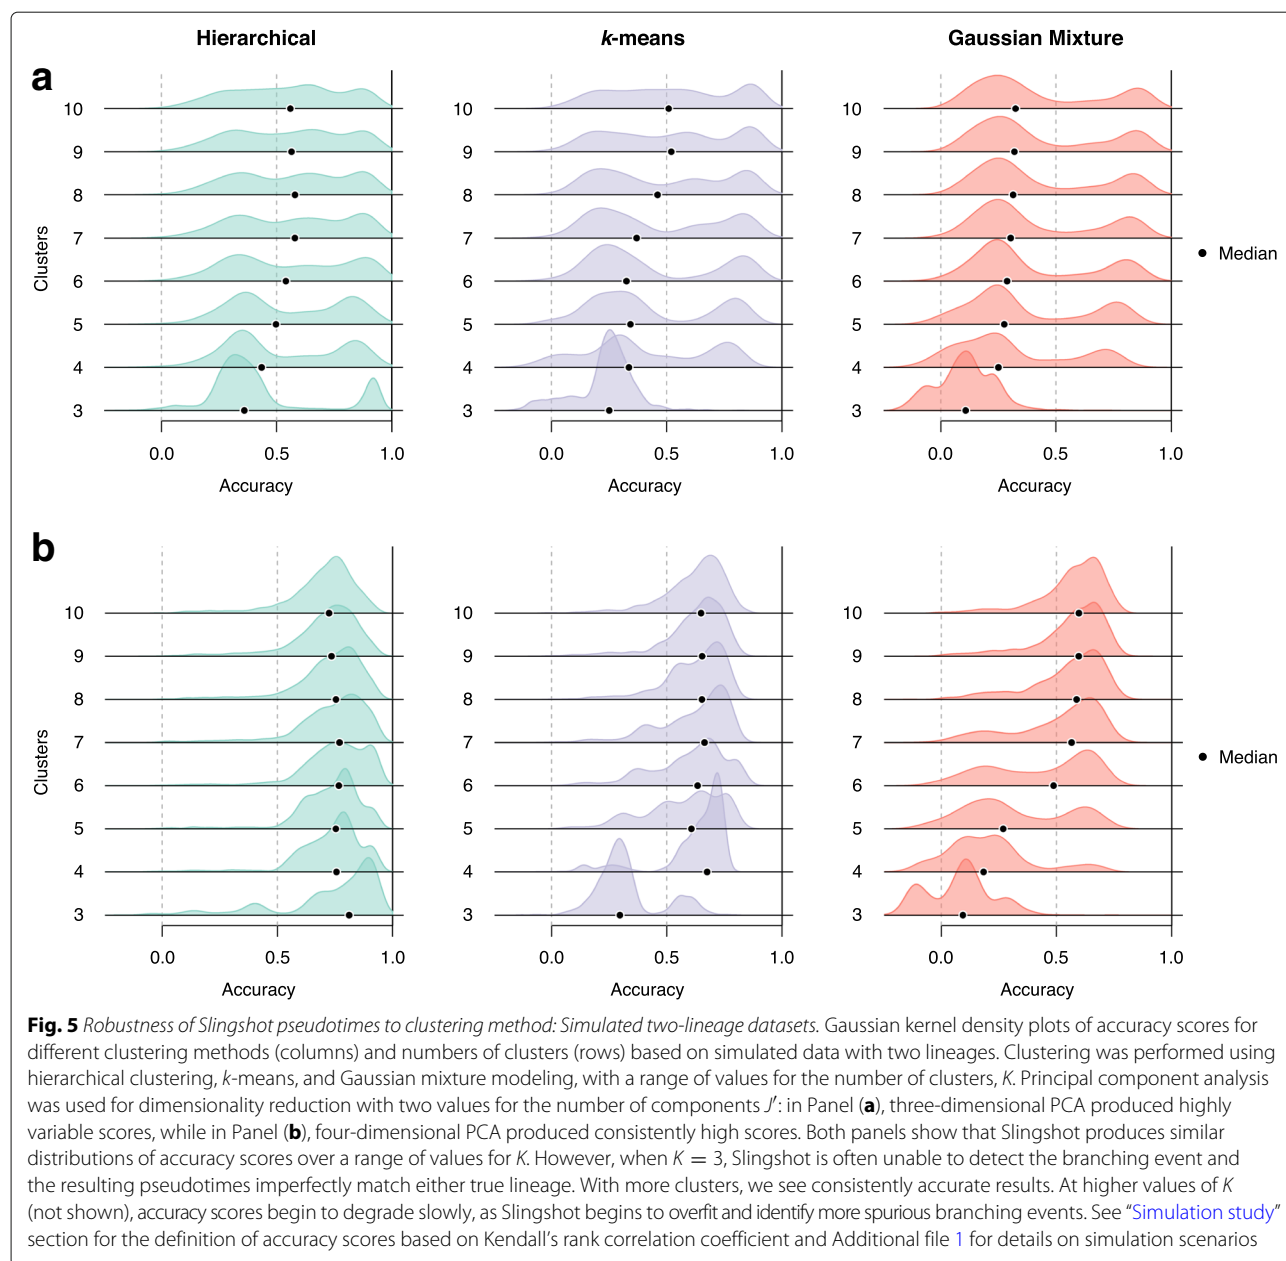 Hierarchical k-means Gaussian Mixture
a
10 10 10
9 9 9
8 8 8
7 7 7
6 6 6
5 5 5
4 4 4
3 3 3
Clusters
Median
0.0 0.5 1.0 0.0 0.5 1.0 0.0 0.5 1.0
Accuracy Accuracy Accuracy
b
10 10 10
9 9 9
8 8 8
7 7 7
6 6 6
5 5 5
4 4 4
3 3 3
Clusters
Median
0.0 0.5 1.0 0.0 0.5 1.0 0.0 0.5 1.0
Accuracy Accuracy Accuracy
Fig. 5 Robustness of Slingshot pseudotimes to clustering method: Simulated two-lineage datasets. Gaussian kernel density plots of accuracy scores for
different clustering methods (columns) and numbers of clusters (rows) based on simulated data with two lineages. Clustering was performed using
hierarchical clustering, k-means, and Gaussian mixture modeling, with a range of values for the number of clusters, K. Principal component analysis
was used for dimensionality reduction with two values for the number of components J′: in Panel (a), three-dimensional PCA produced highly
variable scores, while in Panel (b), four-dimensional PCA produced consistently high scores. Both panels show that Slingshot produces similar
distributions of accuracy scores over a range of values for K. However, when K = 3, Slingshot is often unable to detect the branching event and
the resulting pseudotimes imperfectly match either true lineage. With more clusters, we see consistently accurate results. At higher values of K
(not shown), accuracy scores begin to degrade slowly, as Slingshot begins to overfit and identify more spurious branching events. See “Simulation study”
section for the definition of accuracy scores based on Kendall’s rank correlation coefficient and Additional file 1 for details on simulation scenarios